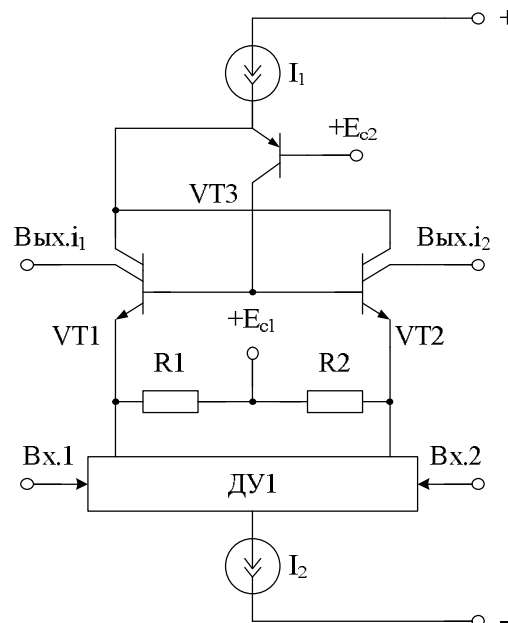 +
I₁
+Eс2
VT3
Вых.i₁
Вых.i₂
+Eс1
VT1
VT2
R1
R2
Вх.1
Вх.2
ДУ1
I₂
−